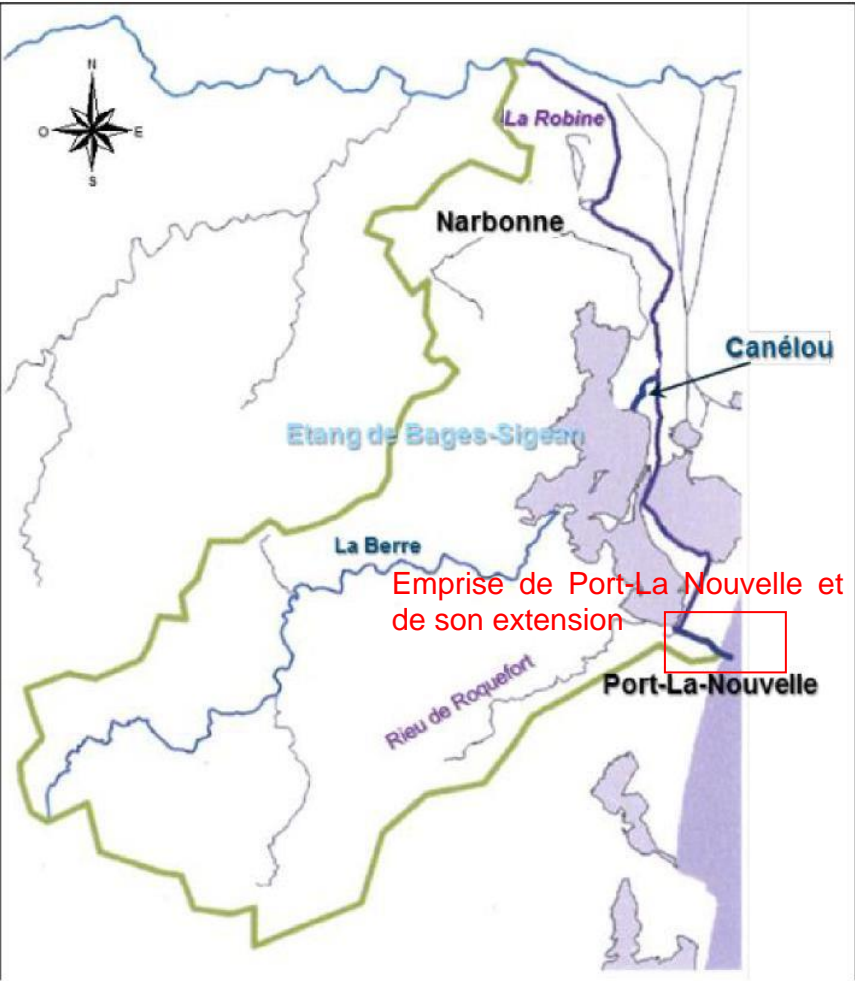 N
O
E
S
La Robine
Narbonne
Canélou
Etang de Bages-Sigean
La Berre
Emprise de Port-La Nouvelle et
de son extension
Port-La-Nouvelle
Rieu de Roquefort